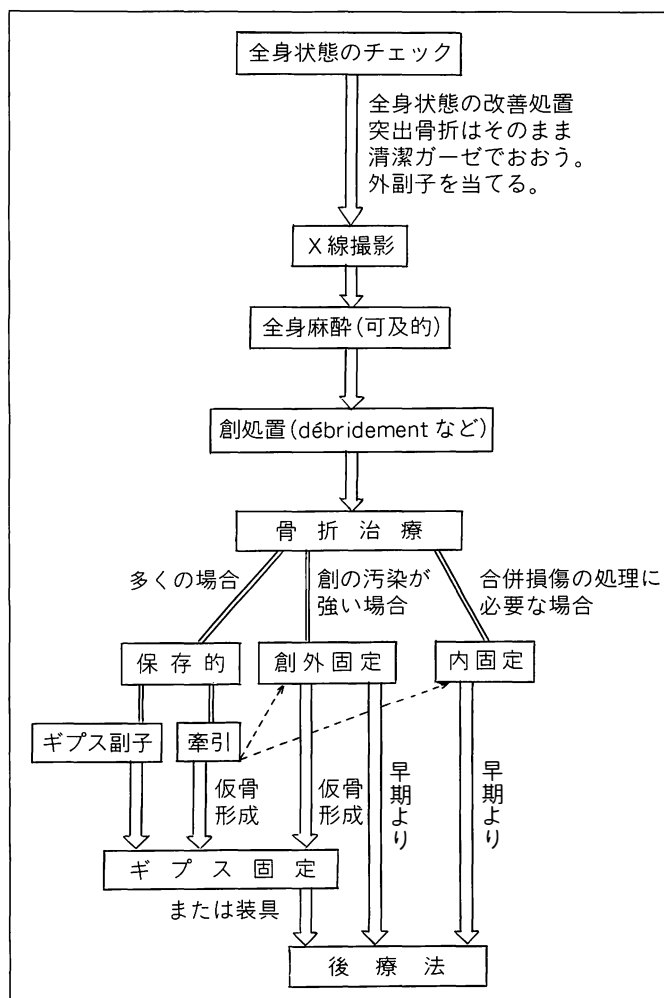 全身状態のチェック
全身状態の改善処置
突出骨折はそのまま
清潔ガーゼでおおう。
外副子を当てる。
X線撮影
全身麻酔(可及的)
創処置(débridementなど)
骨折治療
多くの場合
創の汚染が
強い場合
合併損傷の処理に
必要な場合
保存的
創外固定
内固定
ギプス副子
牽引
仮骨
形成
仮骨
形成
早期より
早期より
ギプス固定
または装具
後療法